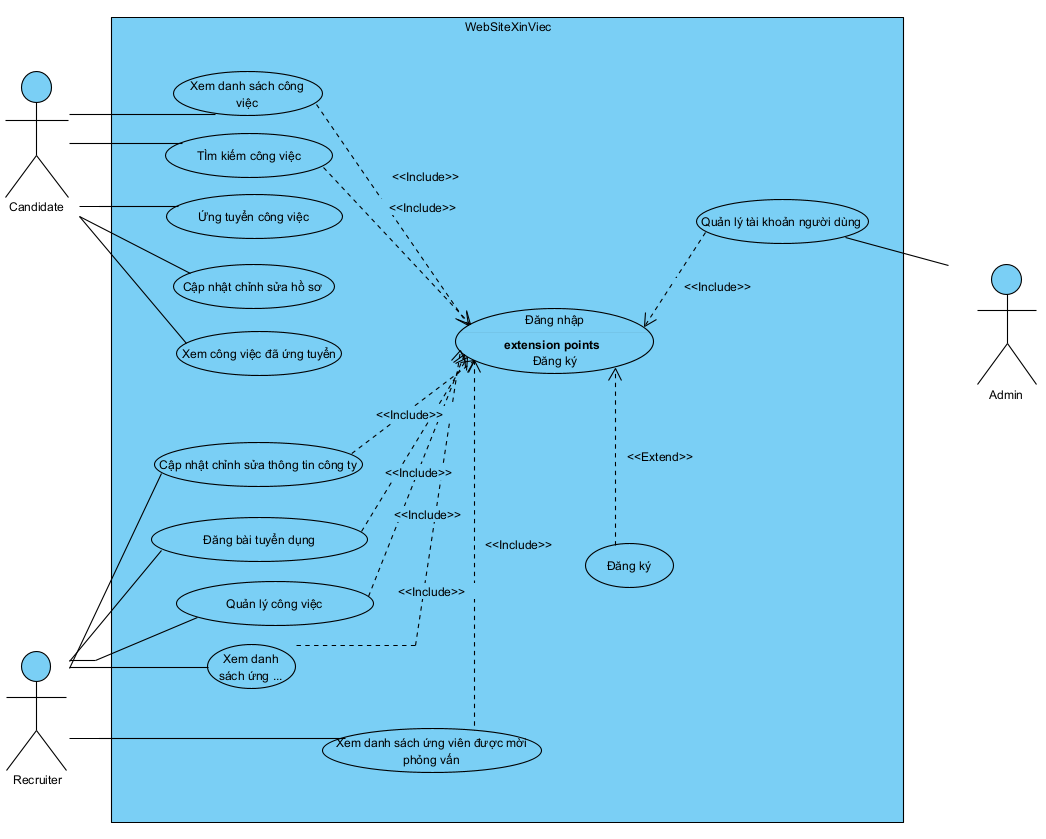 WebSiteXinViec
Xem danh sách công
việc
TÌm kiếm công việc
<<Include>>
<<Include>>
Candidate
Ứng tuyển công việc
Quản lý tài khoản người dùng
Cập nhật chỉnh sửa hồ sơ
<<Include>>
Đăng nhập
extension points
Đăng ký
Xem công việc đã ứng tuyển
Admin
<<Include>>
Cập nhật chỉnh sửa thông tin công ty
<<Extend>>
<<Include>>
<<Include>>
Đăng bài tuyển dụng
<<Include>>
Đăng ký
<<Include>>
Quản lý công việc
Xem danh
sách ứng ...
Xem danh sách ứng viên được mời
phỏng vấn
Recruiter